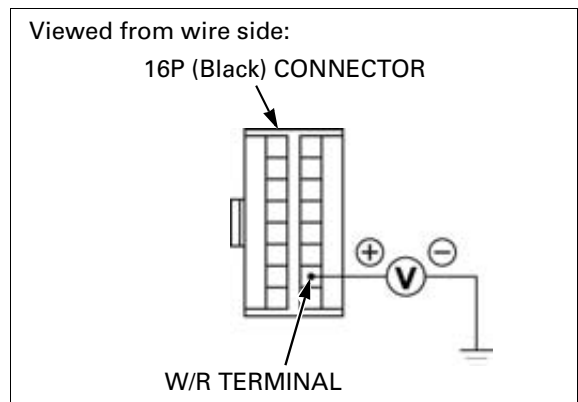 Viewed from wire side:
16P (Black) CONNECTOR
+ V −
W/R TERMINAL